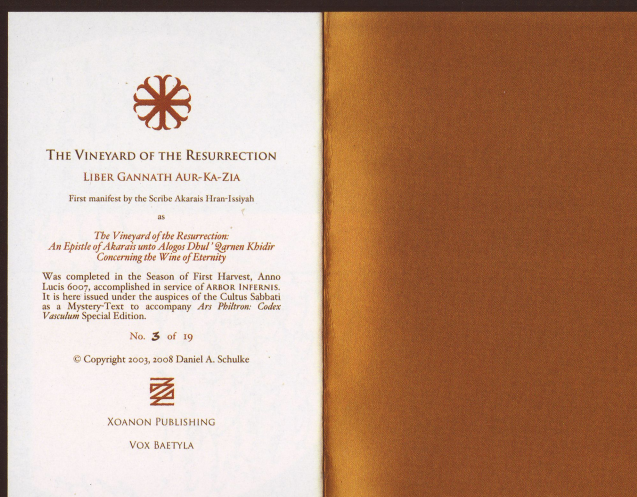 THE VINEYARD OF THE RESURRECTION
LIBER GANNATH AUR-KA-ZIA
First manifest by the Scribe Akarais Hran-Issiyah
as
The Vineyard of the Resurrection:
An Epistle of Akarais unto Alogos Dhul' Qarnen Khidir
Concerning the Wine of Eternity
Was completed in the Season of First Harvest, Anno
Lucis 6007, accomplished in service of ARBOR INFERNIS.
It is here issued under the auspices of the Cultus Sabbati
as a Mystery-Text to accompany Ars Philtron: Codex
Vasculum Special Edition.
No. 3 of 19
© Copyright 2003, 2008 Daniel A. Schulke
XOANON PUBLISHING
VOX BAETYLA